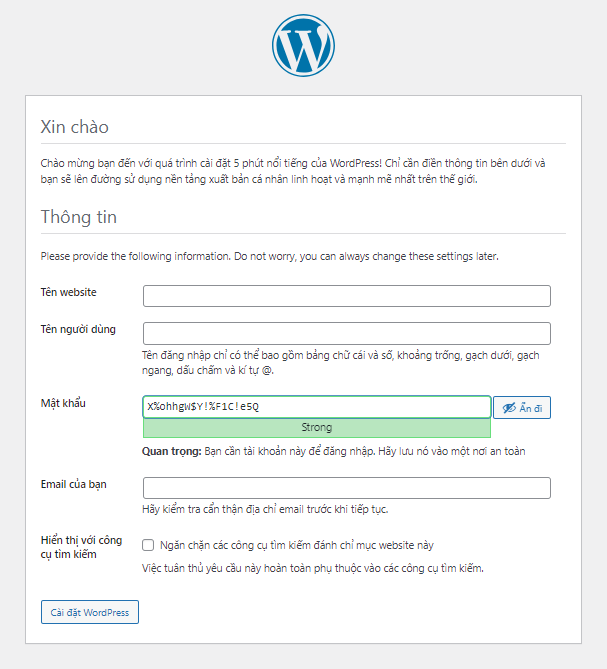 Xin chào
Chào mừng bạn đến với quá trình cài đặt 5 phút nổi tiếng của WordPress! Chỉ cần điền thông tin bên dưới và
bạn sẽ lên đường sử dụng nền tảng xuất bản cá nhân linh hoạt và mạnh mẽ nhất trên thế giới.
Thông tin
Please provide the following information. Do not worry, you can always change these settings later.
Tên website
Tên người dùng
Tên đăng nhập chỉ có thể bao gồm bảng chữ cái và số, khoảng trống, gạch dưới, gạch
ngang, dấu chấm và kí tự @.
Mật khẩu
X%ohhgW$Y!%F1C!e5Q
Ẩn đi
Strong
Quan trọng: Bạn cần tài khoản này để đăng nhập. Hãy lưu nó vào một nơi an toàn
Email của bạn
Hãy kiểm tra cẩn thận địa chỉ email trước khi tiếp tục.
Hiển thị với công
cụ tìm kiếm
Ngăn chặn các công cụ tìm kiếm đánh chỉ mục website này
Việc tuân thủ yêu cầu này hoàn toàn phụ thuộc vào các công cụ tìm kiếm.
Cài đặt WordPress